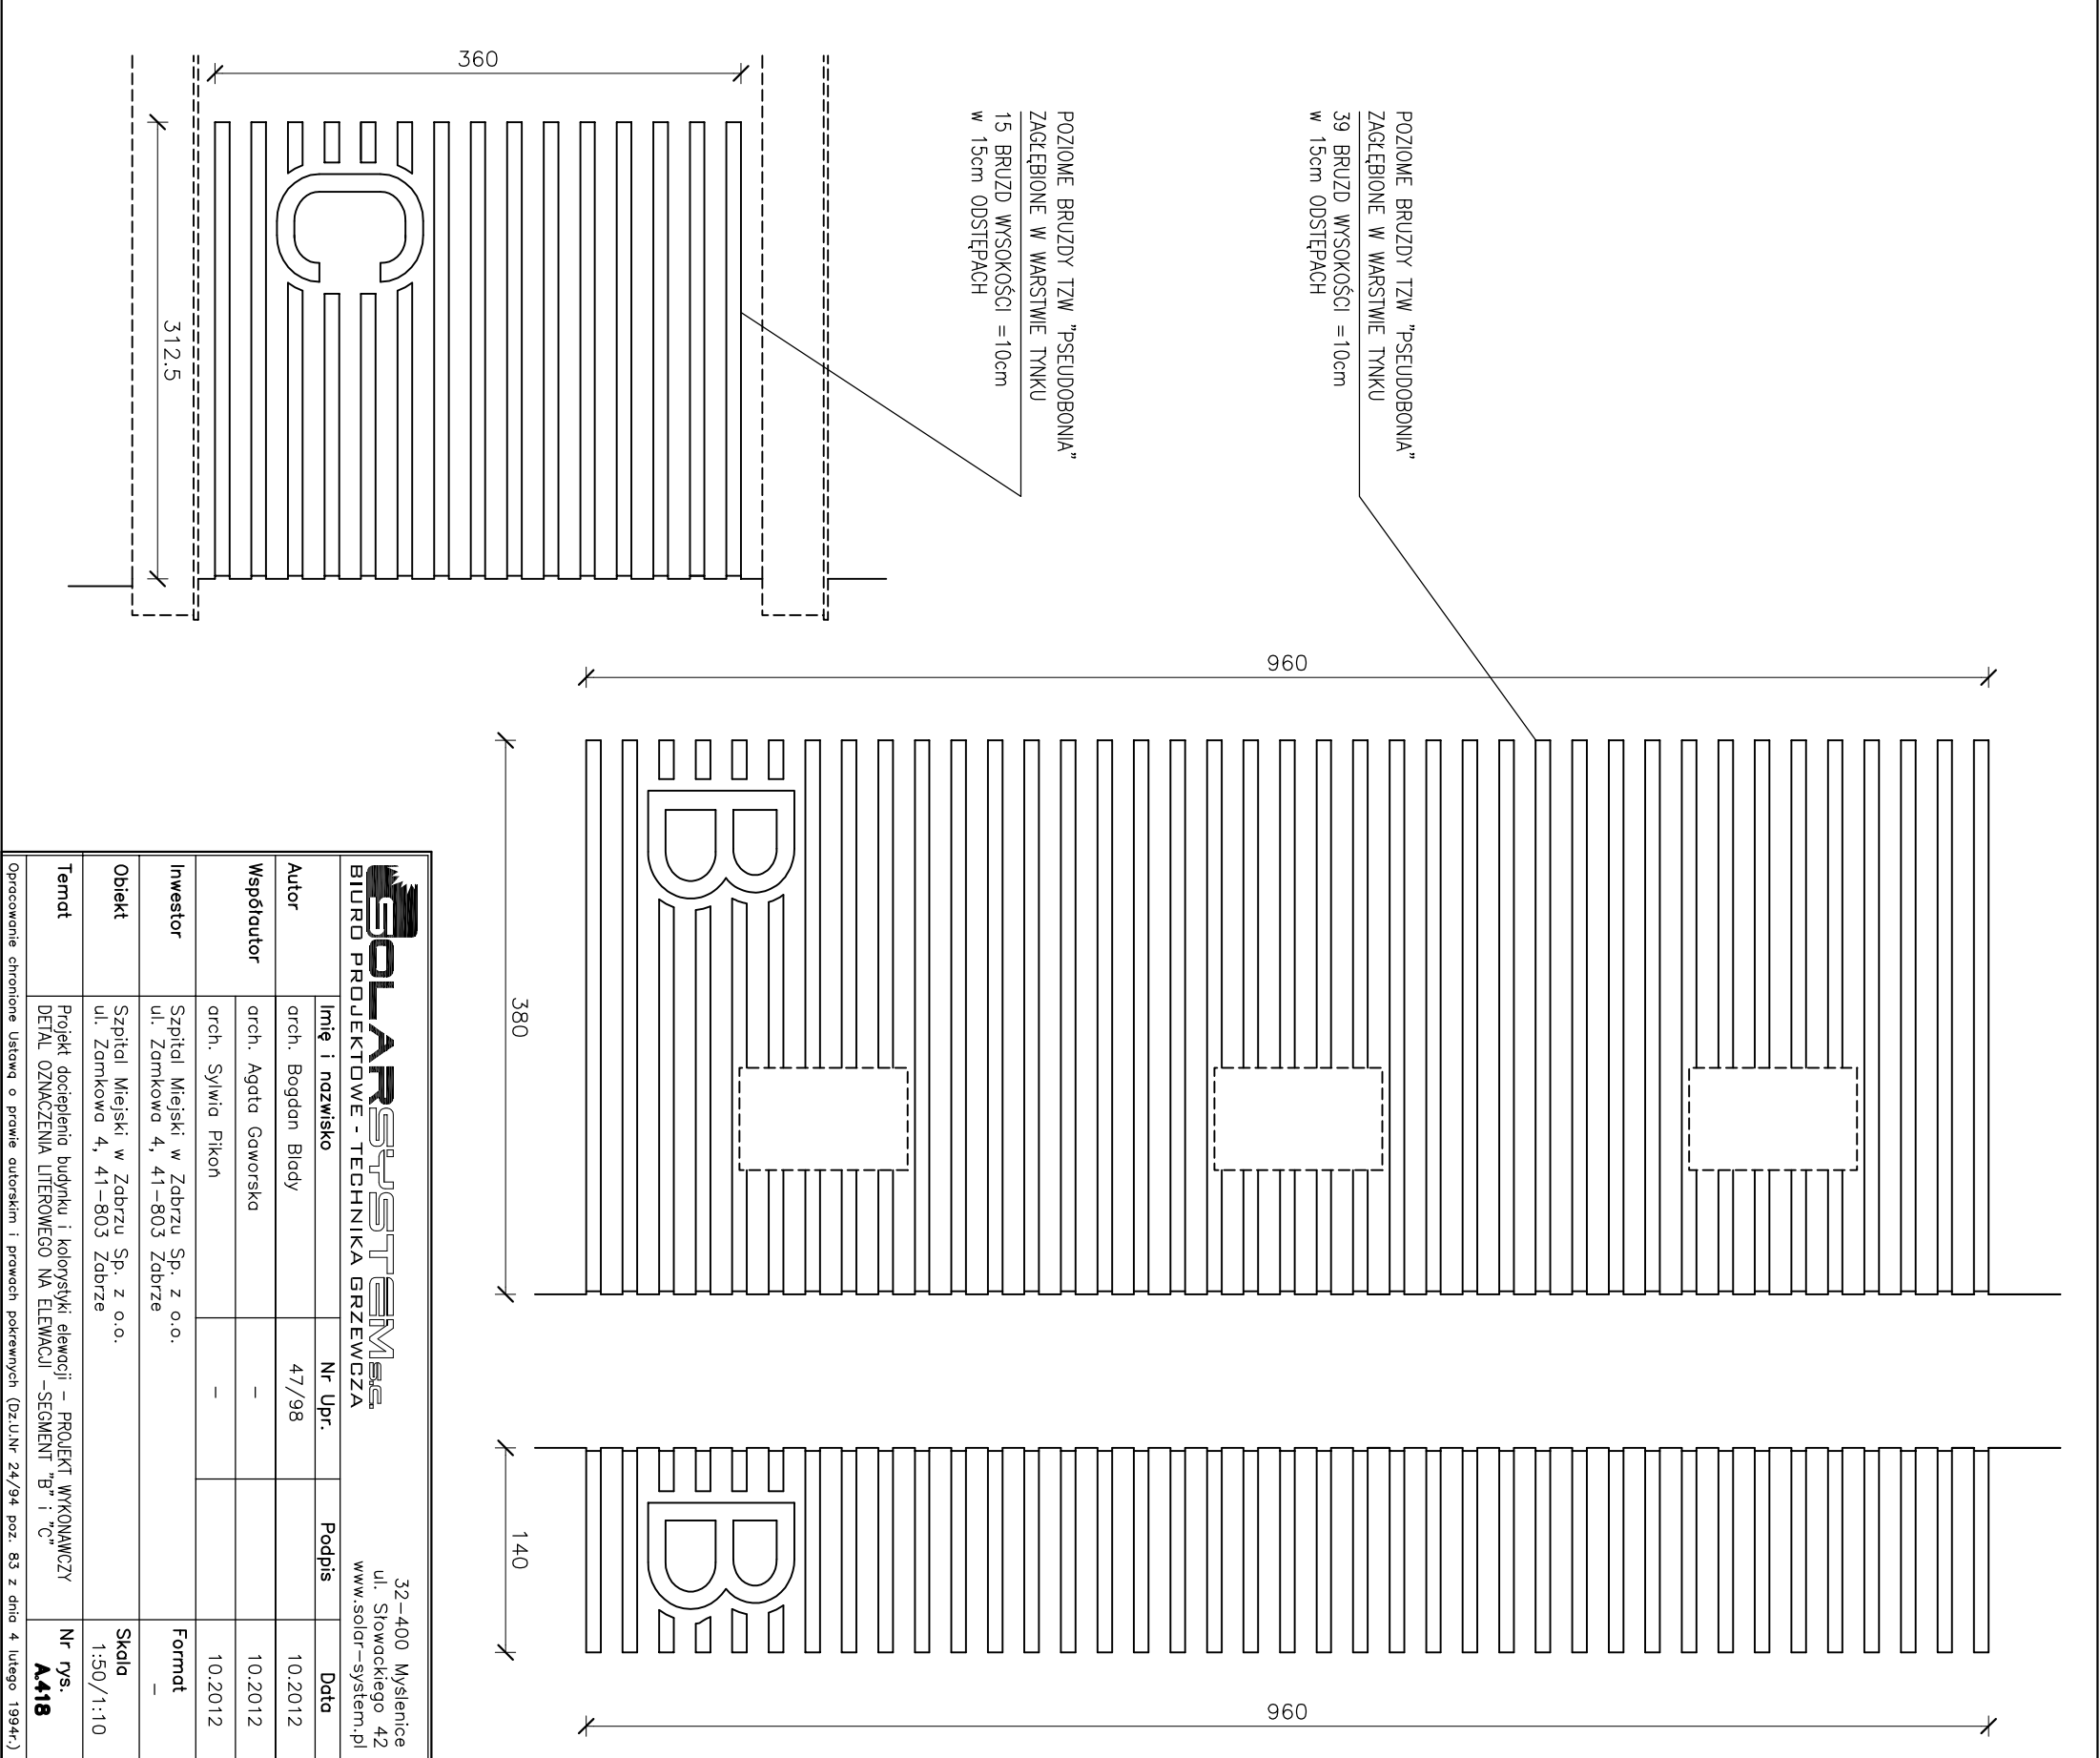 POZIOME BRUZDY TZW "PSEUDOBONIA"
ZAGŁĘBIONE W WARSTWIE TYNKU
39 BRUZD WYSOKOŚCI =10cm
w 15cm ODSTĘPACH
POZIOME BRUZDY TZW "PSEUDOBONIA"
ZAGŁĘBIONE W WARSTWIE TYNKU
15 BRUZD WYSOKOŚCI =10cm
w 15cm ODSTĘPACH
360
312.5
C
960
380
B
960
140
B
SOLARSYSTEM s.c.
BIURO PROJEKTOWE - TECHNIKA GRZEWCZA
32-400 Myślenice
ul. Słowackiego 42
www.solar-system.pl
Imię i nazwisko Nr Upr. Podpis Data
Autor arch. Bogdan Blady 47/98 10.2012
Współautor arch. Agata Gaworska - 10.2012
arch. Sylwia Pikoń - 10.2012
Inwestor Szpital Miejski w Zabrzu Sp. z o.o.
ul. Zamkowa 4, 41-803 Zabrze
Format
-
Obiekt Szpital Miejski w Zabrzu Sp. z o.o.
ul. Zamkowa 4, 41-803 Zabrze
Skala
1:50/1:10
Temat Projekt docieplenia budynku i kolorystyki elewacji - PROJEKT WYKONAWCZY
DETAL OZNACZENIA LITEROWEGO NA ELEWACJI -SEGMENT "B" i "C"
Nr rys.
A.418
Opracowanie chronione Ustawą o prawie autorskim i prawach pokrewnych (Dz.U.Nr 24/94 poz. 83 z dnia 4 lutego 1994r.)